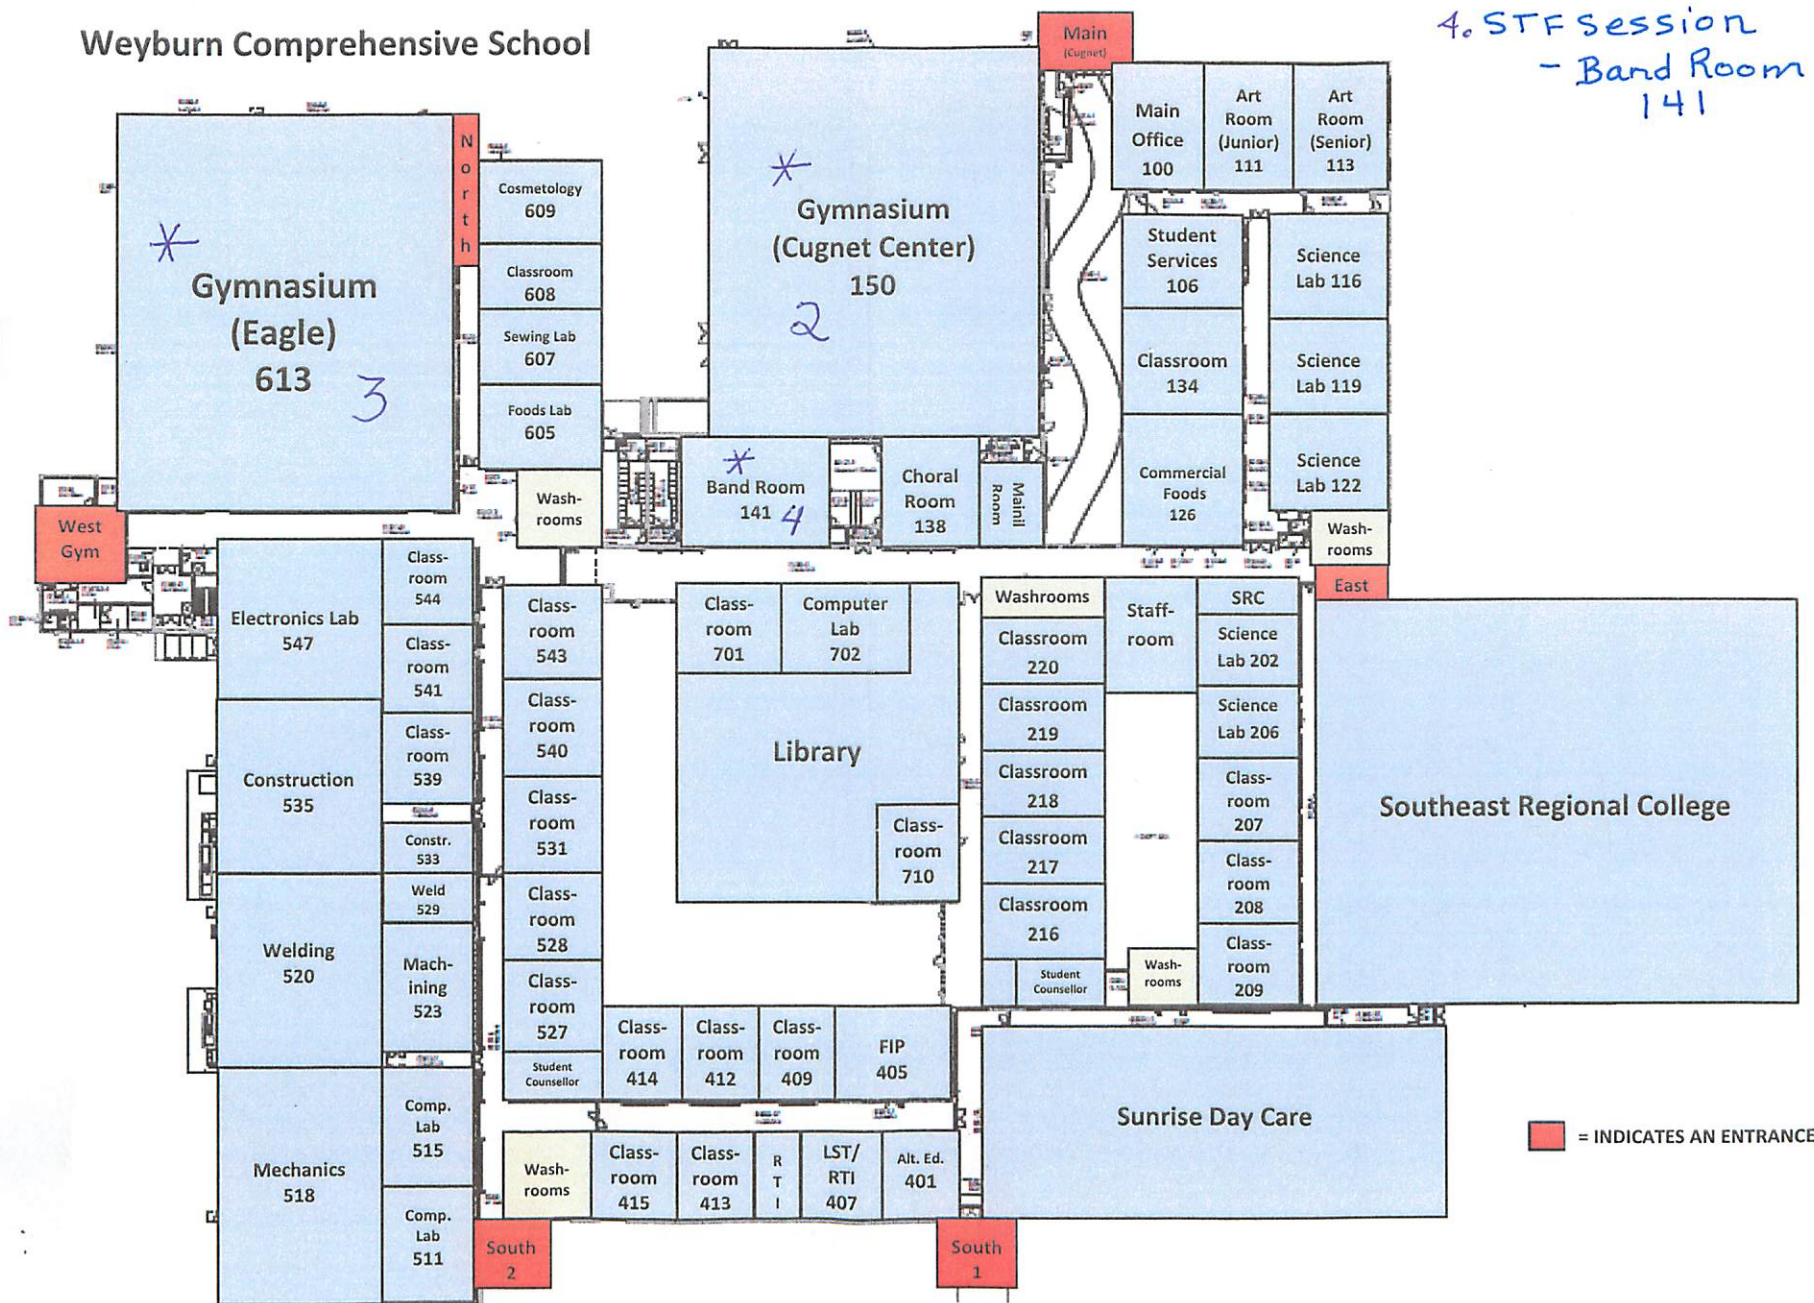 Weyburn Comprehensive School
4. STF Session
- Band Room
141
Main
(Cugnet)
Main
Office
100
Art
Room
(Junior)
111
Art
Room
(Senior)
113
North
*
Gymnasium
(Eagle)
613
3
Cosmetology
609
Classroom
608
Sewing Lab
607
Foods Lab
605
Wash-
rooms
*
Gymnasium
(Cugnet Center)
150
2
Student
Services
106
Classroom
134
Commercial
Foods
126
Science
Lab 116
Science
Lab 119
Science
Lab 122
Wash-
rooms
East
*
Band Room
141 4
Choral
Room
138
Mainil
Room
West
Gym
Electronics Lab
547
Construction
535
Welding
520
Mechanics
518
Class-
room
544
Class-
room
541
Class-
room
539
Constr.
533
Weld
529
Mach-
ining
523
Comp.
Lab
515
Comp.
Lab
511
Class-
room
543
Class-
room
540
Class-
room
531
Class-
room
528
Class-
room
527
Student
Counsellor
Class-
room
701
Computer
Lab
702
Library
Class-
room
710
Washrooms
Classroom
220
Classroom
219
Classroom
218
Classroom
217
Classroom
216
Student
Counsellor
Staff-
room
Wash-
rooms
SRC
Science
Lab 202
Science
Lab 206
Class-
room
207
Class-
room
208
Class-
room
209
Southeast Regional College
Class-
room
414
Class-
room
412
Class-
room
409
FIP
405
Sunrise Day Care
Wash-
rooms
Class-
room
415
Class-
room
413
R
T
I
LST/
RTI
407
Alt. Ed.
401
South
2
South
1
= INDICATES AN ENTRANCE